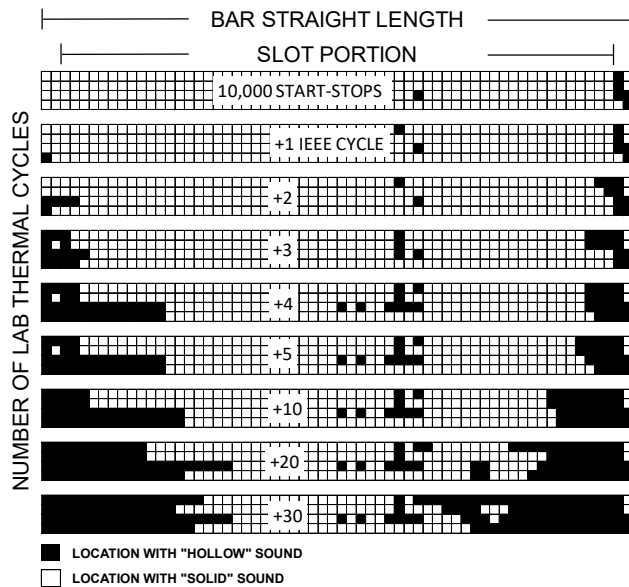 BAR STRAIGHT LENGTH
SLOT PORTION
NUMBER OF LAB THERMAL CYCLES
10,000 START-STOPS
+1 IEEE CYCLE
+2
+3
+4
+5
+10
+20
+30
LOCATION WITH "HOLLOW" SOUND
LOCATION WITH "SOLID" SOUND